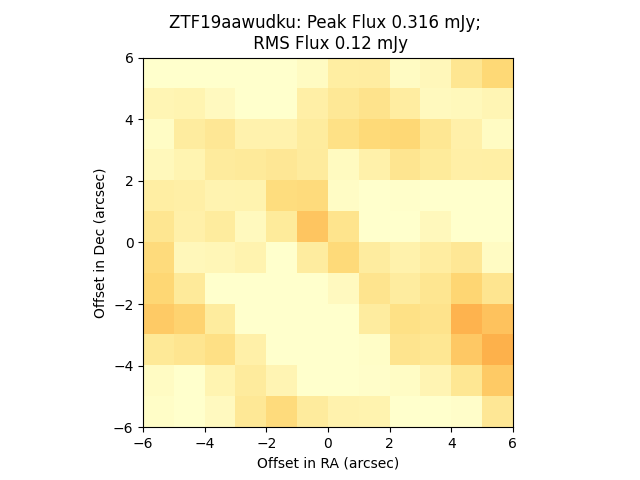 ZTF19aawudku: Peak Flux 0.316 mJy;
RMS Flux 0.12 mJy
6
4
2
0
−2
−4
−6
Offset in Dec (arcsec)
−6 −4 −2 0 2 4 6
Offset in RA (arcsec)